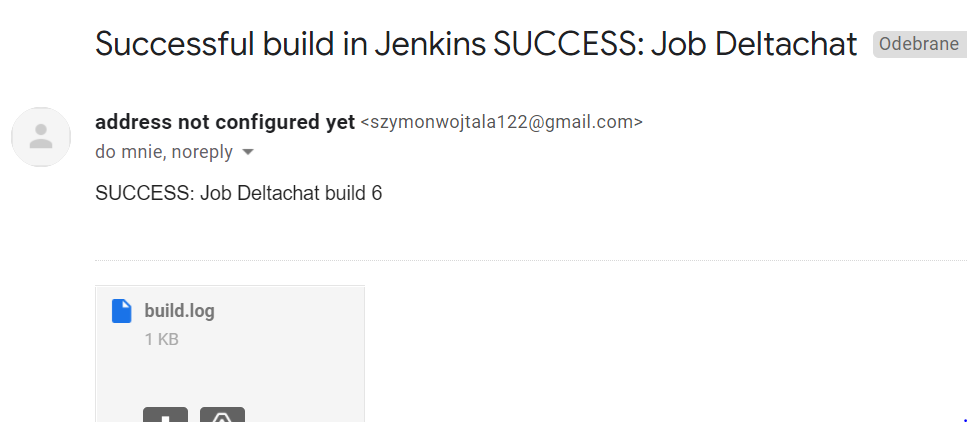 Successful build in Jenkins SUCCESS: Job Deltachat Odebrane
address not configured yet <szymonwojtala122@gmail.com>
do mnie, noreply
SUCCESS: Job Deltachat build 6
build.log
1 KB